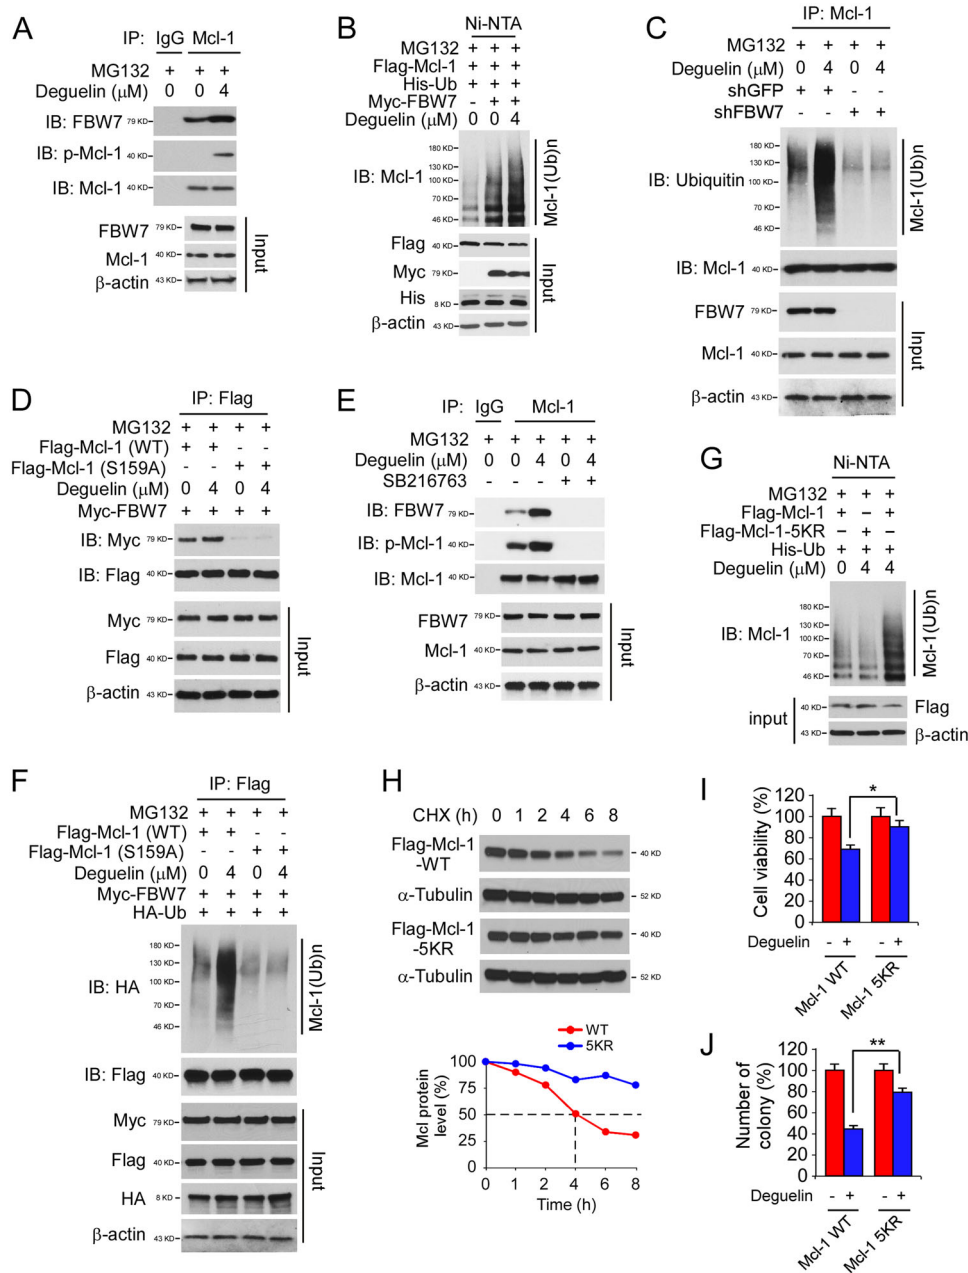 A
IP: IgG Mcl-1
MG132 + + +
Deguelin (μM) 0 0 4
IB: FBW7 79 KD
IB: p-Mcl-1 40 KD
IB: Mcl-1 40 KD
FBW7 79 KD
Mcl-1 40 KD
β-actin 43 KD
Input
B
Ni-NTA
MG132 + + +
Flag-Mcl-1 + + +
His-Ub + + +
Myc-FBW7 - + +
Deguelin (μM) 0 0 4
IB: Mcl-1
180 KD
130 KD
100 KD
70 KD
46 KD
Mcl-1(Ub)n
Flag 40 KD
Myc 79 KD
His 8 KD
β-actin 43 KD
Input
C
IP: Mcl-1
MG132 + + + +
Deguelin (μM) 0 4 0 4
shGFP + + - -
shFBW7 - - + +
IB: Ubiquitin
180 KD
130 KD
100 KD
70 KD
46 KD
Mcl-1(Ub)n
IB: Mcl-1 40 KD
FBW7 79 KD
Mcl-1 40 KD
β-actin 43 KD
Input
D
IP: Flag
MG132 + + + +
Flag-Mcl-1 (WT) + + - -
Flag-Mcl-1 (S159A) - - + +
Deguelin (μM) 0 4 0 4
Myc-FBW7 + + + +
IB: Myc 79 KD
IB: Flag 40 KD
Myc 79 KD
Flag 40 KD
β-actin 43 KD
Input
E
IP: IgG Mcl-1
MG132 + + + + +
Deguelin (μM) 0 0 4 0 4
SB216763 - - - + +
IB: FBW7 79 KD
IB: p-Mcl-1 40 KD
IB: Mcl-1 40 KD
FBW7 79 KD
Mcl-1 40 KD
β-actin 43 KD
Input
G
Ni-NTA
MG132 + + +
Flag-Mcl-1 + – +
Flag-Mcl-1-5KR – + –
His-Ub + + +
Deguelin (μM) 0 4 4
IB: Mcl-1
180 KD
130 KD
100 KD
70 KD
46 KD
Mcl-1(Ub)n
input
40 KD Flag
43 KD β-actin
F
IP: Flag
MG132 + + + +
Flag-Mcl-1 (WT) + + - -
Flag-Mcl-1 (S159A) - - + +
Deguelin (μM) 0 4 0 4
Myc-FBW7 + + + +
HA-Ub + + + +
IB: HA
180 KD
130 KD
100 KD
70 KD
46 KD
Mcl-1(Ub)n
IB: Flag 40 KD
Myc 79 KD
Flag 40 KD
HA 8 KD
β-actin 43 KD
Input
H
CHX (h) 0 1 2 4 6 8
Flag-Mcl-1
-WT
40 KD
α-Tubulin 52 KD
Flag-Mcl-1
-5KR
40 KD
α-Tubulin 52 KD
WT
5KR
Mcl protein
level (%)
100
75
50
25
0
0 1 2 4 6 8
Time (h)
I
Cell viability (%)
120
100
80
60
40
20
0
*
Deguelin - + - +
Mcl-1 WT
Mcl-1 5KR
J
Number of
colony (%)
120
100
80
60
40
20
0
**
Deguelin - + - +
Mcl-1 WT
Mcl-1 5KR